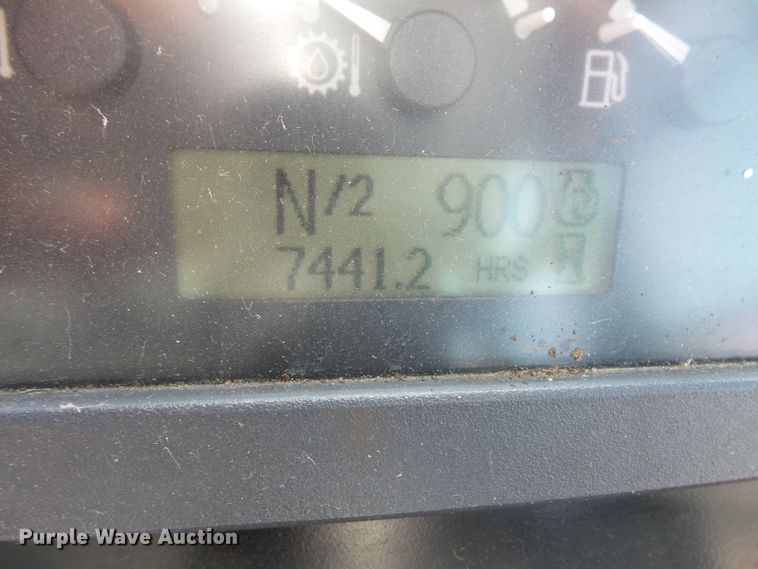 N/2 900
7441.2 HRS
Purple Wave Auction